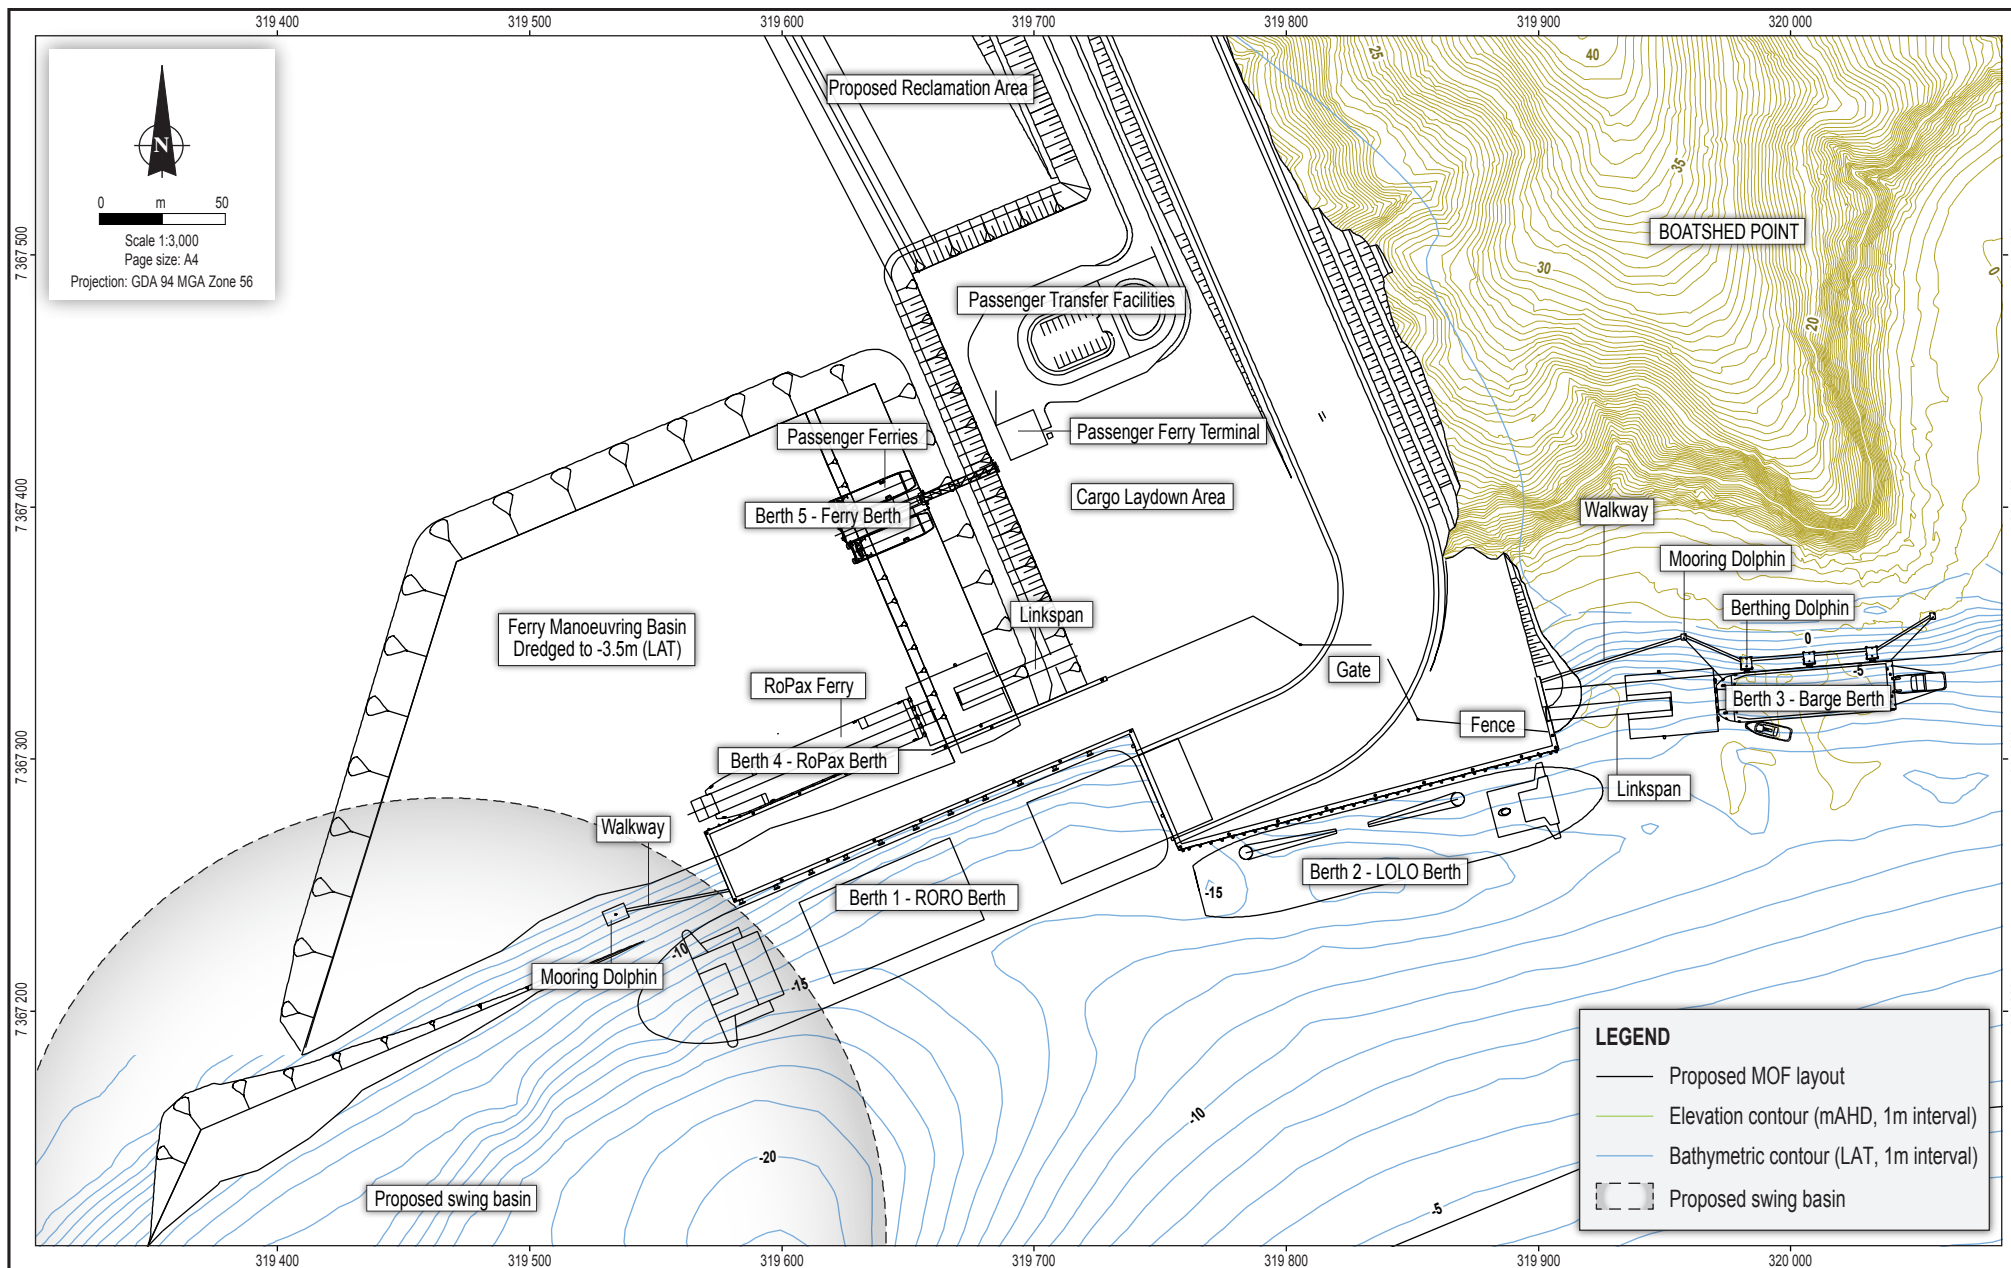 319 400
319 500
319 600
319 700
319 800
319 900
320 000
N
0 m 50
Scale 1:3,000
Page size: A4
Projection: GDA 94 MGA Zone 56
7 367 500
7 367 400
7 367 300
7 367 200
Proposed Reclamation Area
25
40
35
30
20
0
BOATSHED POINT
Passenger Transfer Facilities
Passenger Ferries
Passenger Ferry Terminal
Cargo Laydown Area
Berth 5 - Ferry Berth
Walkway
Mooring Dolphin
Berthing Dolphin
Linkspan
Ferry Manoeuvring Basin
Dredged to -3.5m (LAT)
0
-5
Gate
RoPax Ferry
Berth 3 - Barge Berth
Fence
Berth 4 - RoPax Berth
Linkspan
Walkway
Berth 2 - LOLO Berth
-15
Berth 1 - RORO Berth
-10
Mooring Dolphin
-15
-10
-20
Proposed swing basin
-5
LEGEND
Proposed MOF layout
Elevation contour (mAHD, 1m interval)
Bathymetric contour (LAT, 1m interval)
Proposed swing basin
319 400
319 500
319 600
319 700
319 800
319 900
320 000